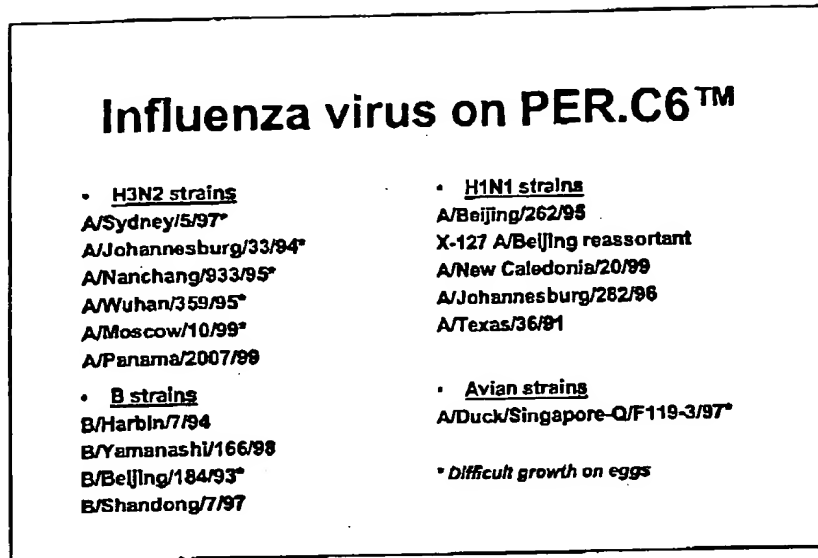 Influenza virus on PER.C6™
• H3N2 strains
A/Sydney/5/97*
A/Johannesburg/33/94*
A/Nanchang/933/95*
A/Wuhan/359/95*
A/Moscow/10/99*
A/Panama/2007/99
• B strains
B/Harbin/7/94
B/Yamanashi/166/98
B/Beijing/184/93*
B/Shandong/7/97
• H1N1 strains
A/Beijing/262/95
X-127 A/Beijing reassortant
A/New Caledonia/20/99
A/Johannesburg/282/96
A/Texas/36/91
• Avian strains
A/Duck/Singapore-Q/F119-3/97*
* Difficult growth on eggs